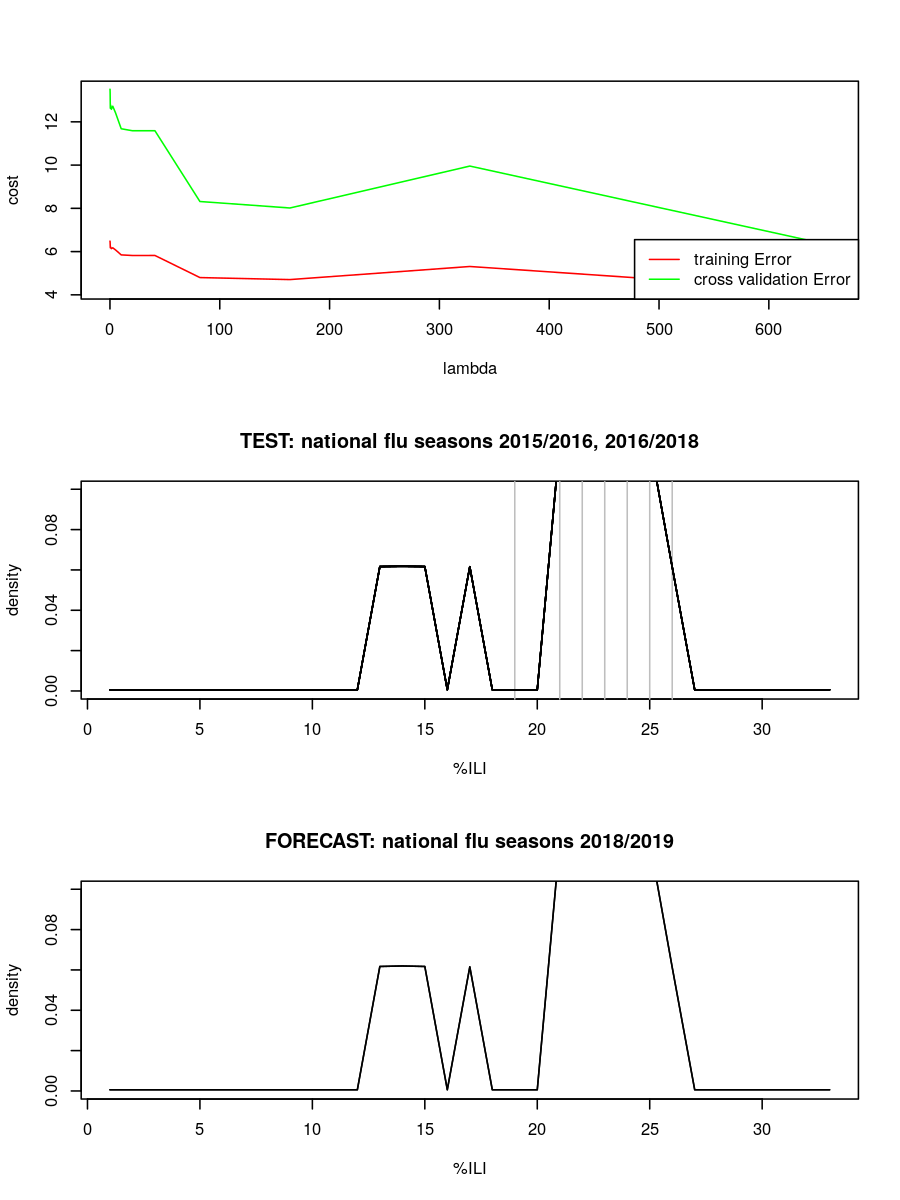 12
10
8
6
4
cost
training Error
cross validation Error
0 100 200 300 400 500 600
lambda
TEST: national flu seasons 2015/2016, 2016/2018
0.08
0.04
0.00
density
0 5 10 15 20 25 30
%ILI
FORECAST: national flu seasons 2018/2019
0.08
0.04
0.00
density
0 5 10 15 20 25 30
%ILI